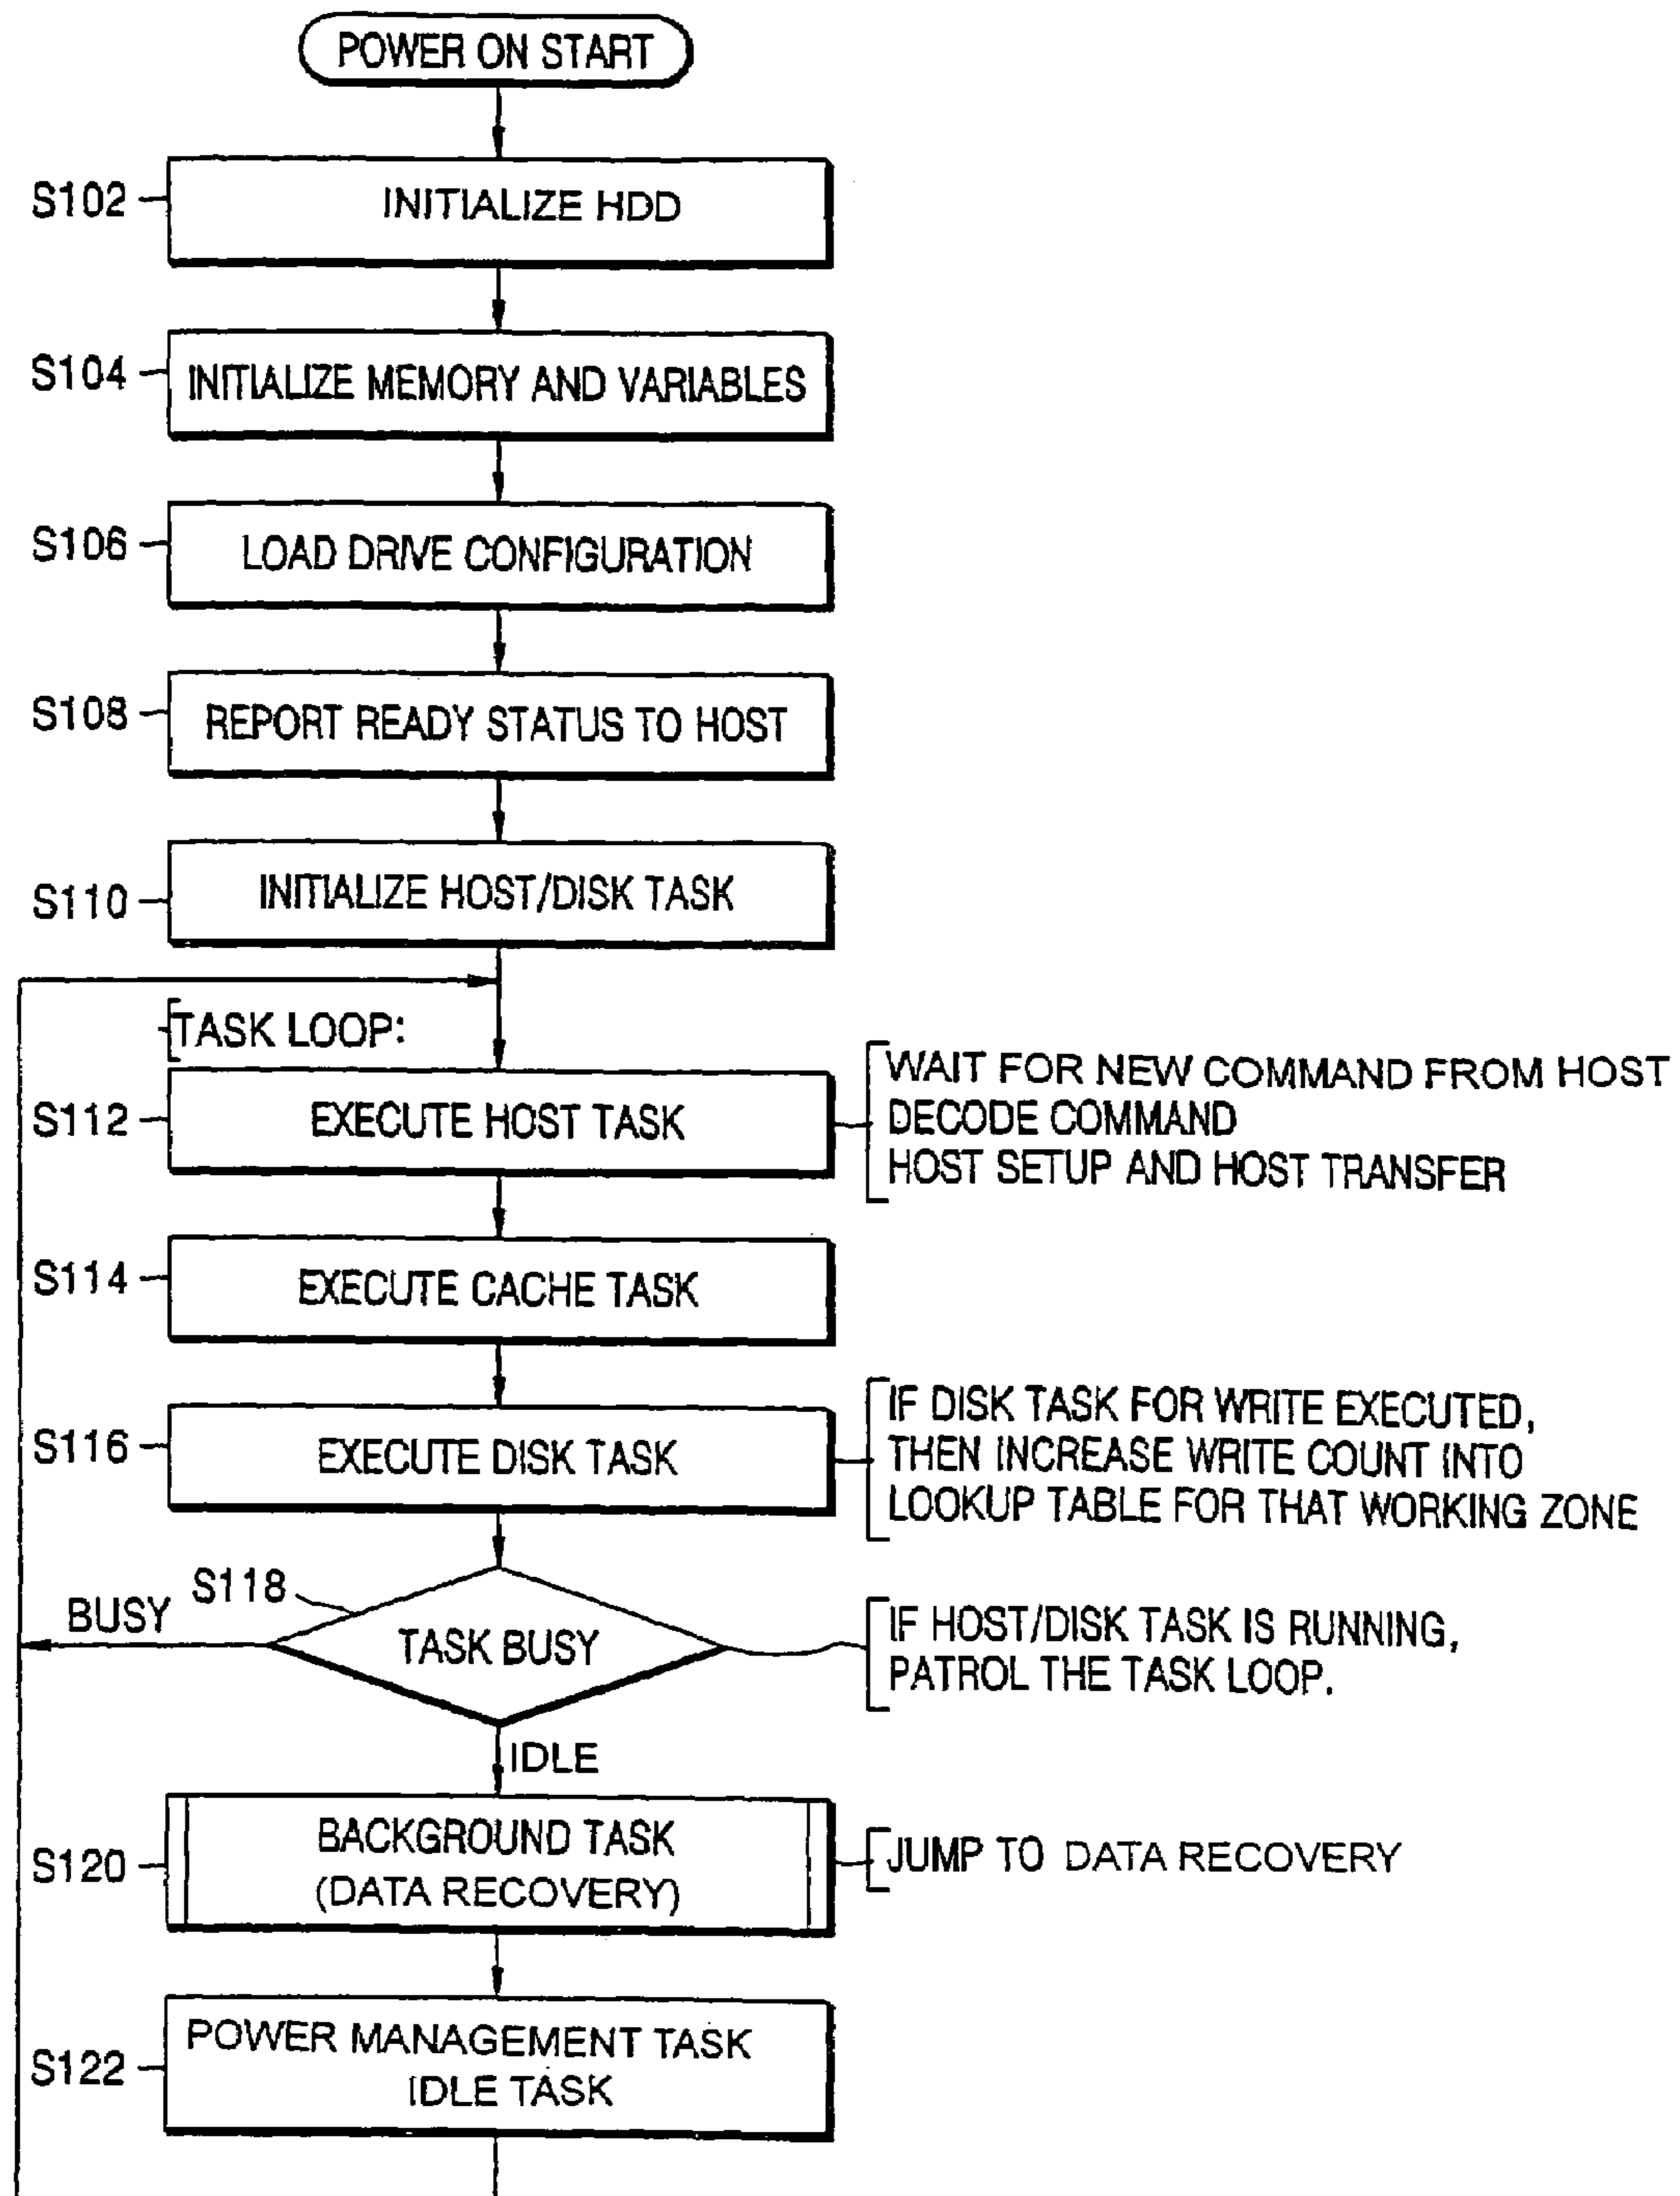 POWER ON START
S102
INITIALIZE HDD
S104
INITIALIZE MEMORY AND VARIABLES
S106
LOAD DRIVE CONFIGURATION
S108
REPORT READY STATUS TO HOST
S110
INITIALIZE HOST/DISK TASK
TASK LOOP:
S112
EXECUTE HOST TASK
WAIT FOR NEW COMMAND FROM HOST
DECODE COMMAND
HOST SETUP AND HOST TRANSFER
S114
EXECUTE CACHE TASK
S116
EXECUTE DISK TASK
IF DISK TASK FOR WRITE EXECUTED,
THEN INCREASE WRITE COUNT INTO
LOOKUP TABLE FOR THAT WORKING ZONE
S118
BUSY
TASK BUSY
IF HOST/DISK TASK IS RUNNING,
PATROL THE TASK LOOP.
IDLE
S120
BACKGROUND TASK
(DATA RECOVERY)
JUMP TO DATA RECOVERY
S122
POWER MANAGEMENT TASK
IDLE TASK